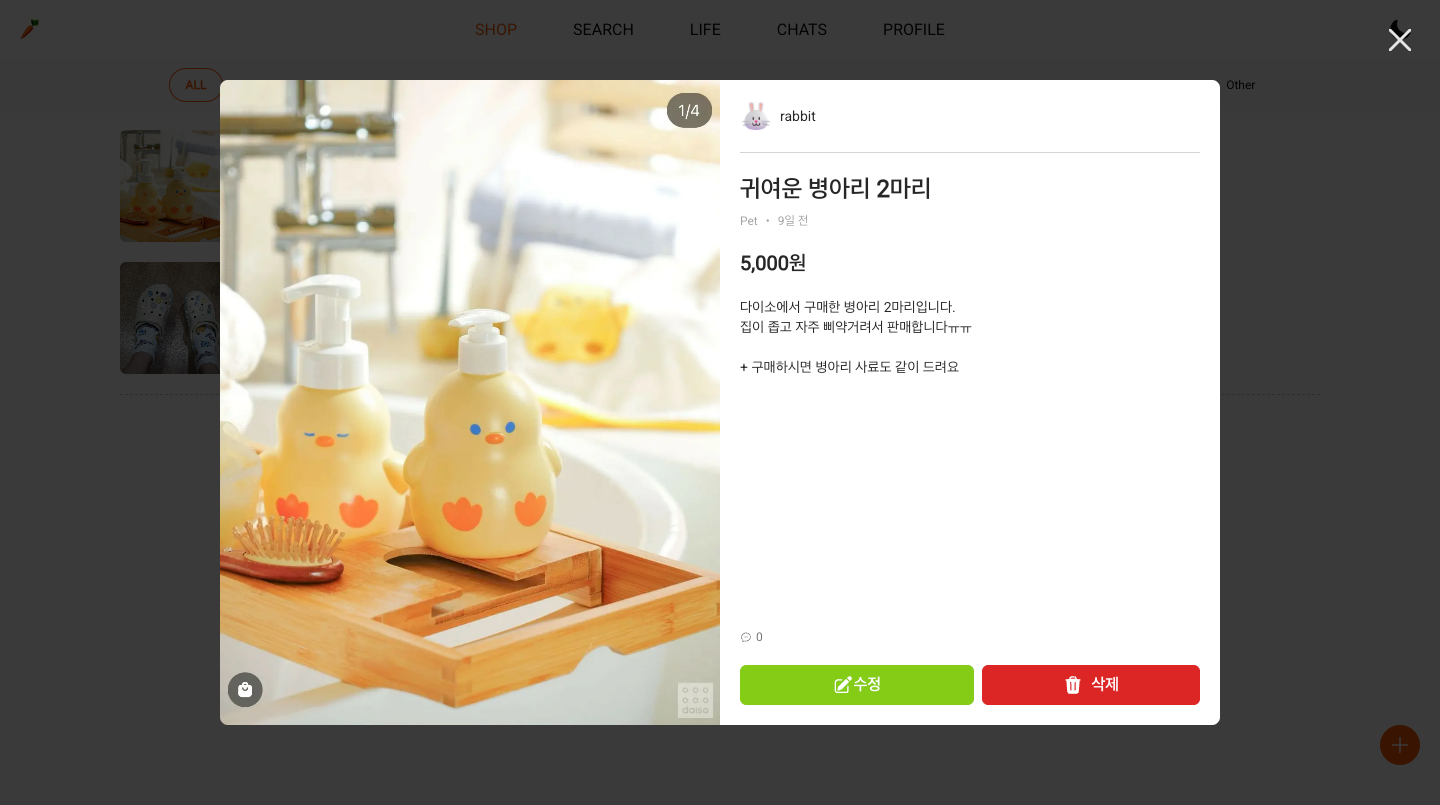 SHOP
SEARCH
LIFE
CHATS
PROFILE
ALL
Other
1/4
rabbit
귀여운 병아리 2마리
Pet • 9일 전
5,000원
다이소에서 구매한 병아리 2마리입니다.
집이 좁고 자주 삐약거려서 판매합니다ㅠㅠ
+ 구매하시면 병아리 사료도 같이 드려요
0
수정
삭제
daiso